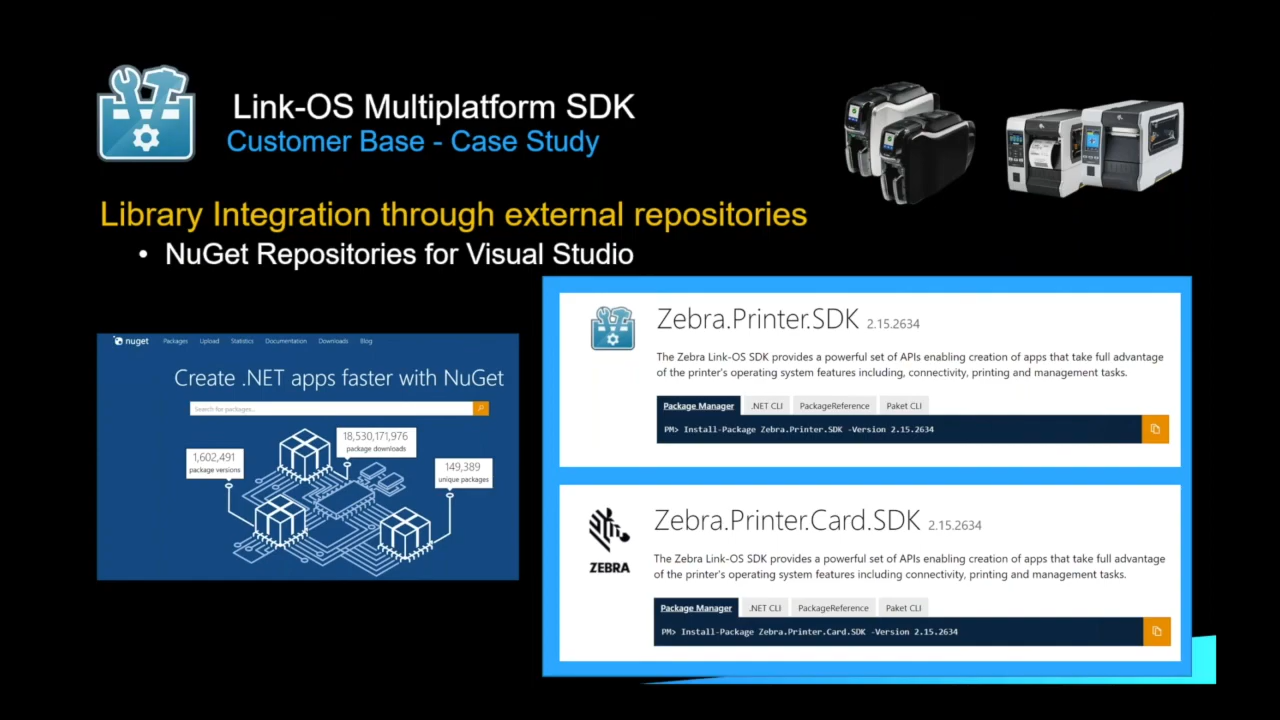 Link-OS Multiplatform SDK
Customer Base - Case Study
Library Integration through external repositories
• NuGet Repositories for Visual Studio
nuget Packages Upload Statistics Documentation Downloads Blog
Create .NET apps faster with NuGet
Search for packages...
18,530,171,976
package downloads
1,602,491
package versions
149,389
unique packages
Zebra.Printer.SDK 2.15.2634
The Zebra Link-OS SDK provides a powerful set of APIs enabling creation of apps that take full advantage
of the printer's operating system features including, connectivity, printing and management tasks.
Package Manager .NET CLI PackageReference Paket CLI
PM> Install-Package Zebra.Printer.SDK -Version 2.15.2634
ZEBRA
Zebra.Printer.Card.SDK 2.15.2634
The Zebra Link-OS SDK provides a powerful set of APIs enabling creation of apps that take full advantage
of the printer's operating system features including connectivity, printing and management tasks.
Package Manager .NET CLI PackageReference Paket CLI
PM> Install-Package Zebra.Printer.Card.SDK -Version 2.15.2634